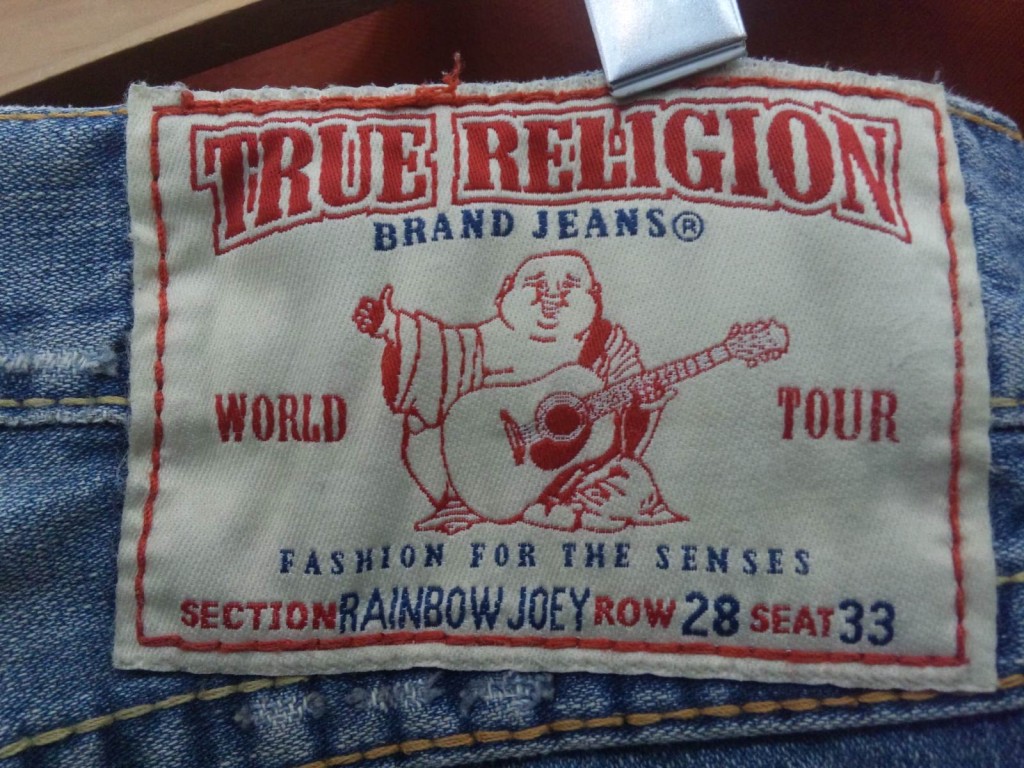 TRUE RELIGION
BRAND JEANS®
WORLD TOUR
FASHION FOR THE SENSES
SECTION RAINBOW JOEY ROW 28 SEAT 33